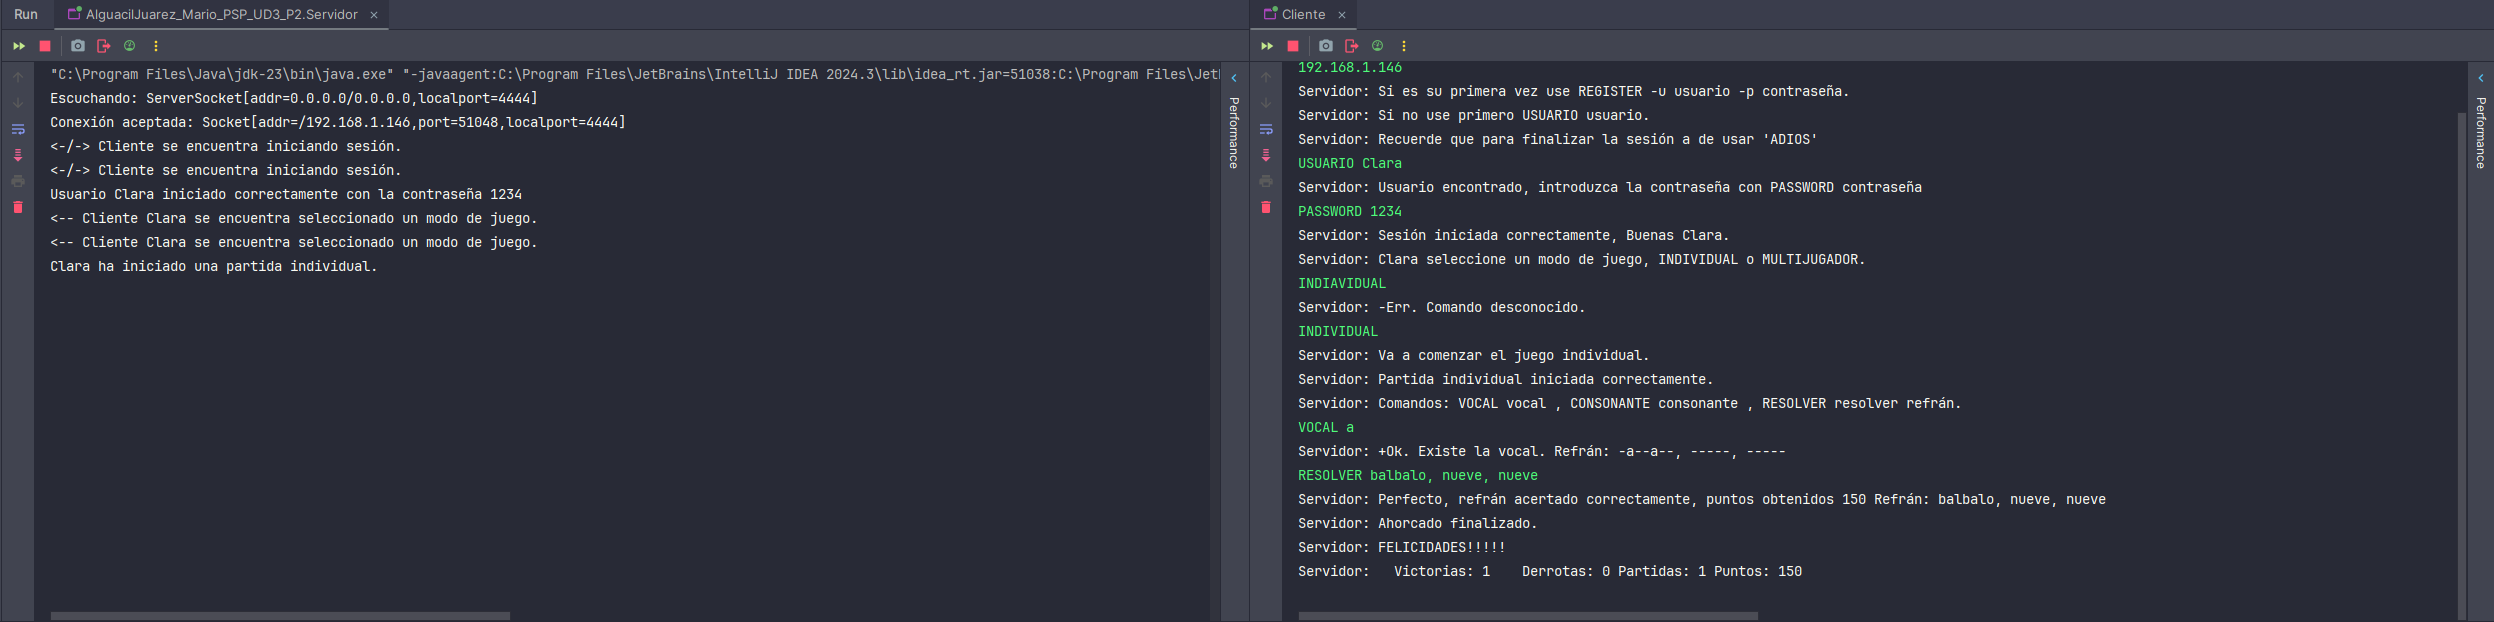 Run
AlguacilJuarez_Mario_PSP_UD3_P2.Servidor
"C:\Program Files\Java\jdk-23\bin\java.exe" "-javaagent:C:\Program Files\JetBrains\IntelliJ IDEA 2024.3\lib\idea_rt.jar=51038:C:\Program Files\Jet
Escuchando: ServerSocket[addr=0.0.0.0/0.0.0.0,localport=4444]
Conexión aceptada: Socket[addr=/192.168.1.146,port=51048,localport=4444]
<-/-> Cliente se encuentra iniciando sesión.
<-/-> Cliente se encuentra iniciando sesión.
Usuario Clara iniciado correctamente con la contraseña 1234
<-- Cliente Clara se encuentra seleccionado un modo de juego.
<-- Cliente Clara se encuentra seleccionado un modo de juego.
Clara ha iniciado una partida individual.
Performance
Cliente
192.168.1.146
Servidor: Si es su primera vez use REGISTER -u usuario -p contraseña.
Servidor: Si no use primero USUARIO usuario.
Servidor: Recuerde que para finalizar la sesión a de usar 'ADIOS'
USUARIO Clara
Servidor: Usuario encontrado, introduzca la contraseña con PASSWORD contraseña
PASSWORD 1234
Servidor: Sesión iniciada correctamente, Buenas Clara.
Servidor: Clara seleccione un modo de juego, INDIVIDUAL o MULTIJUGADOR.
INDIAVIDUAL
Servidor: -Err. Comando desconocido.
INDIVIDUAL
Servidor: Va a comenzar el juego individual.
Servidor: Partida individual iniciada correctamente.
Servidor: Comandos: VOCAL vocal , CONSONANTE consonante , RESOLVER resolver refrán.
VOCAL a
Servidor: +Ok. Existe la vocal. Refrán: -a--a--, -----, -----
RESOLVER balbalo, nueve, nueve
Servidor: Perfecto, refrán acertado correctamente, puntos obtenidos 150 Refrán: balbalo, nueve, nueve
Servidor: Ahorcado finalizado.
Servidor: FELICIDADES!!!!!
Servidor:   Victorias: 1    Derrotas: 0 Partidas: 1 Puntos: 150
Performance